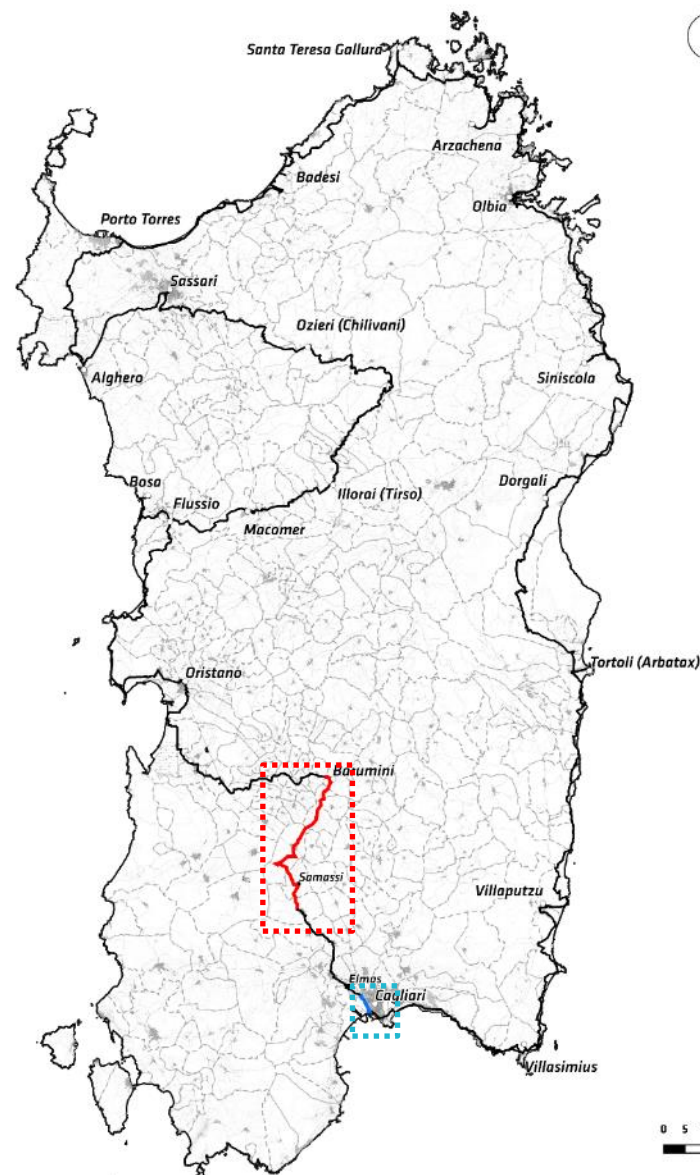 Santa Teresa Gallura
Arzachena
Badesi
Olbia
Porto Torres
Sassari
Ozieri (Chilivani)
Alghero
Siniscola
Bosa
Dorgali
Illorai (Tirso)
Flussio
Macomer
Tortolì (Arbatax)
Oristano
Barumini
Samassi
Villaputzu
Elmas
Cagliari
Villasimius
0 5